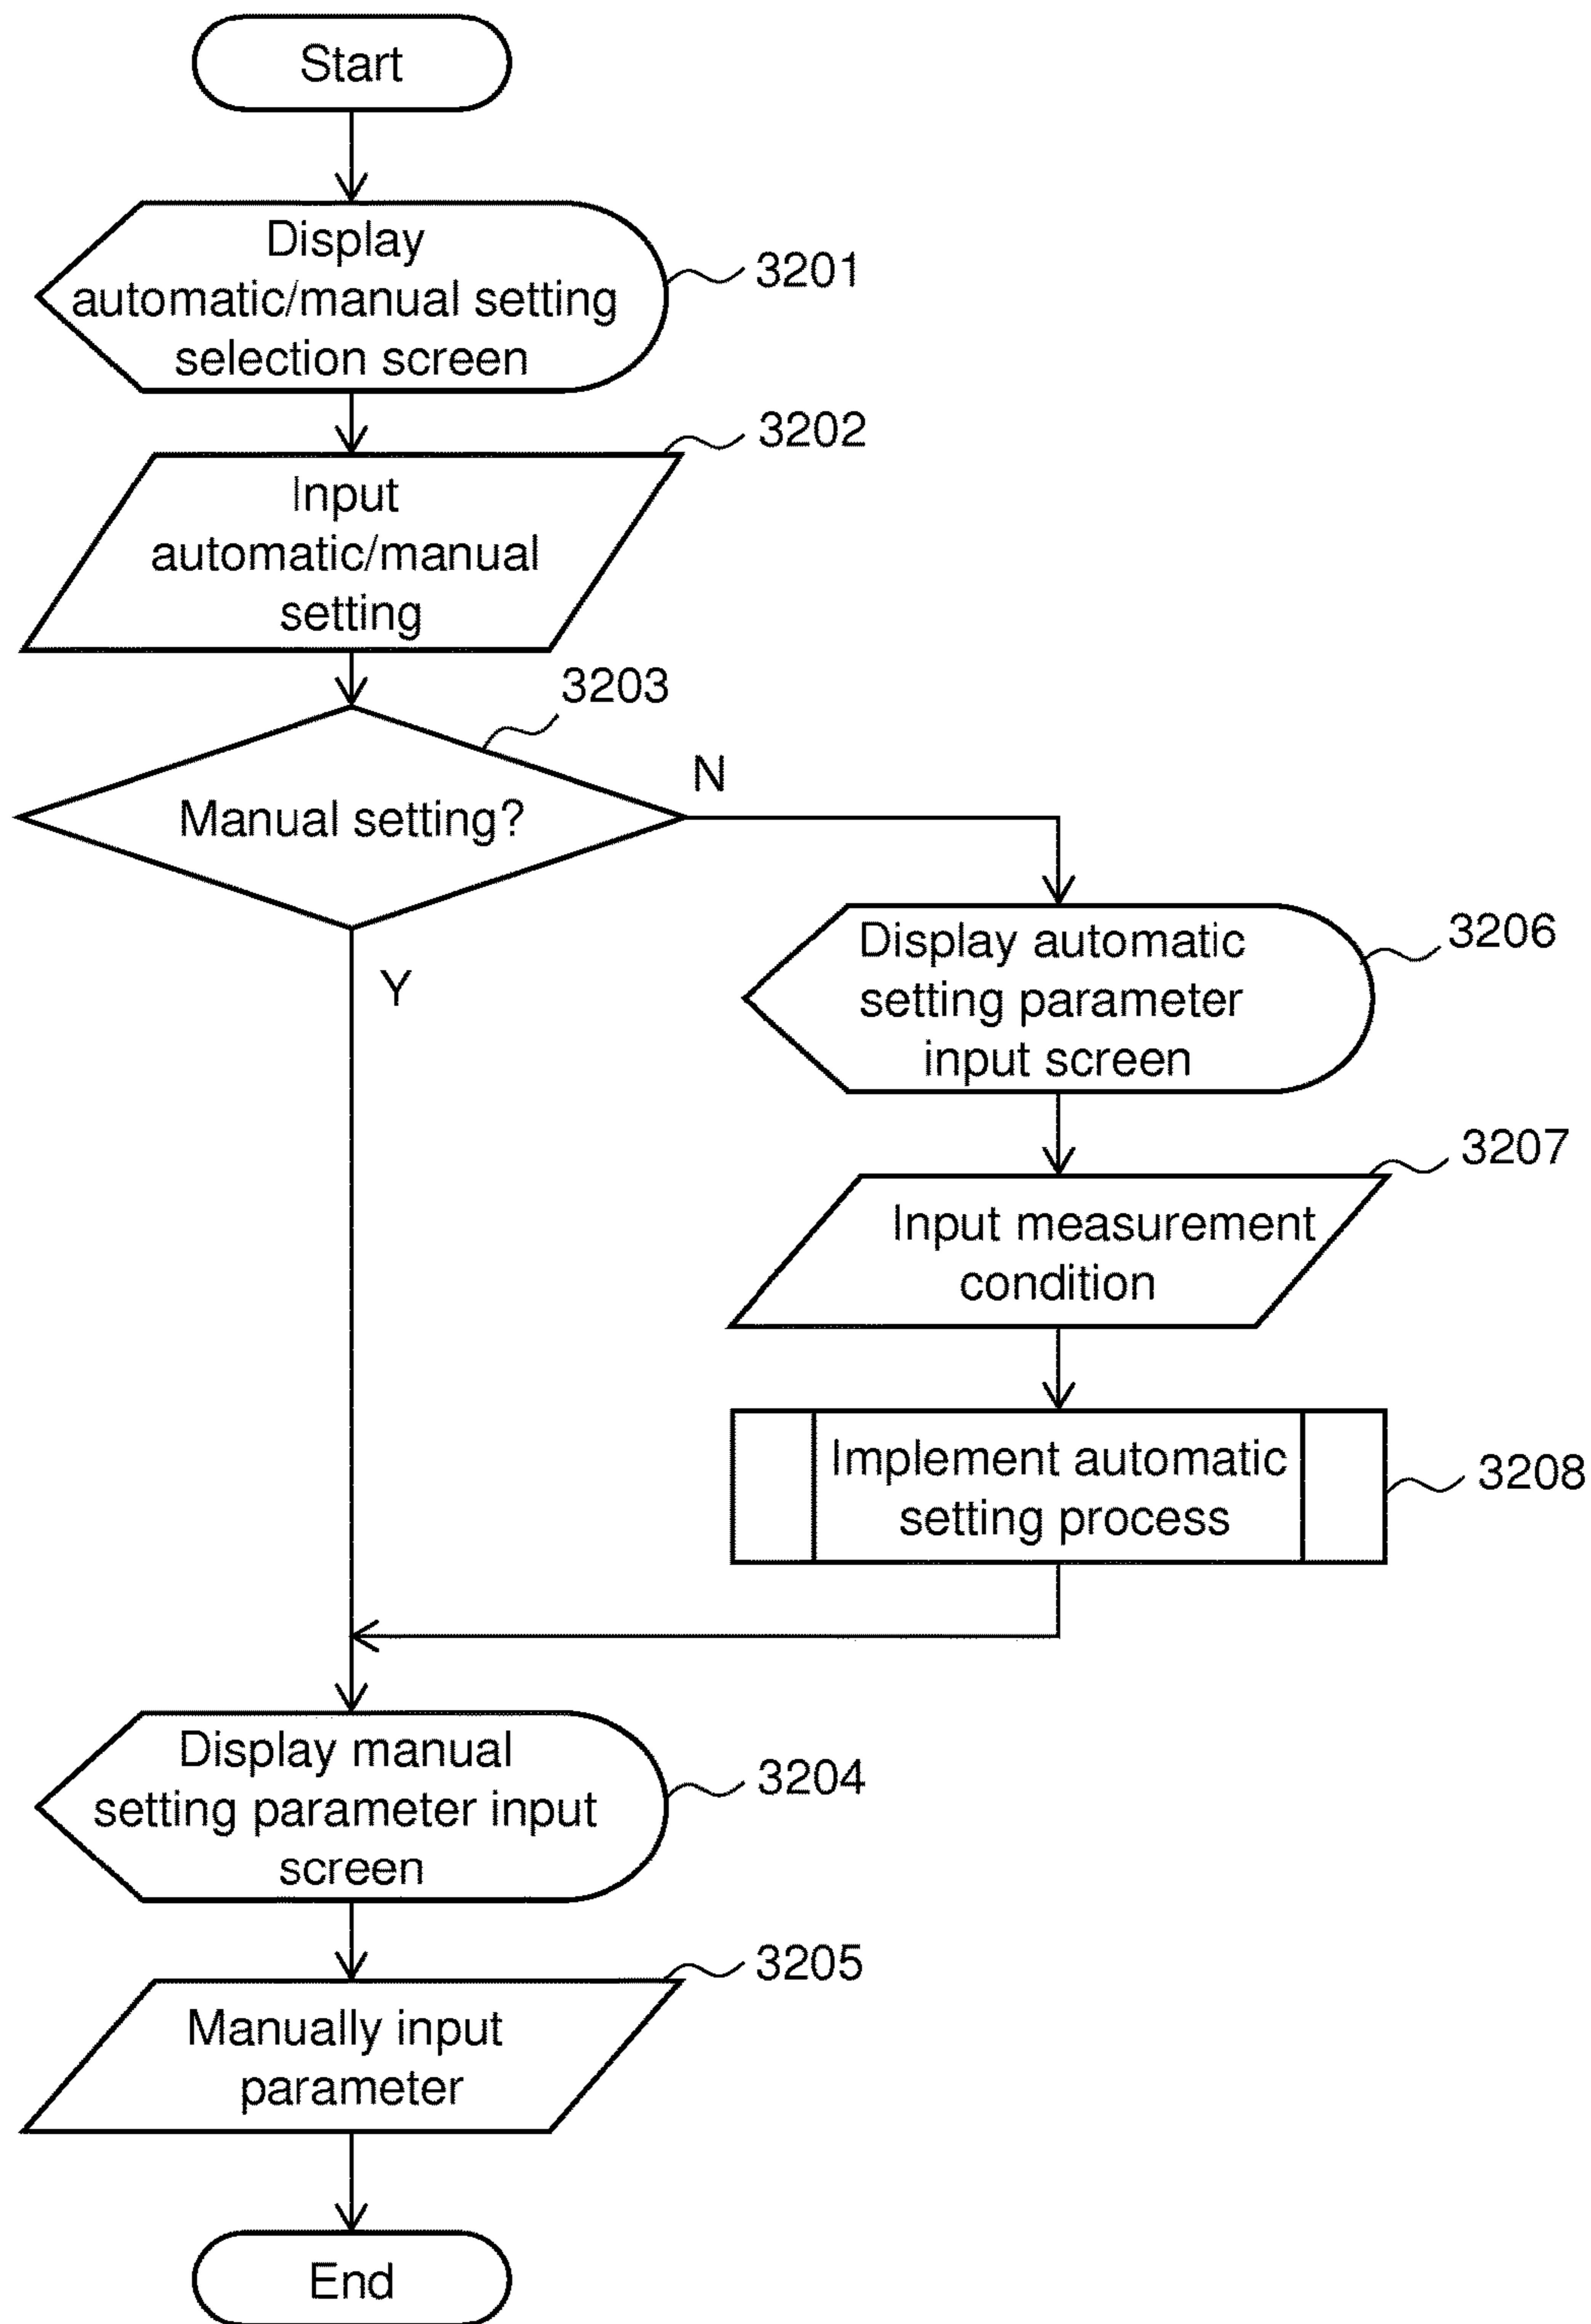 Start
Display
automatic/manual setting
selection screen
3201
3202
Input
automatic/manual
setting
3203
Manual setting?
N
Y
Display automatic
setting parameter
input screen
3206
3207
Input measurement
condition
Implement automatic
setting process
3208
Display manual
setting parameter input
screen
3204
3205
Manually input
parameter
End